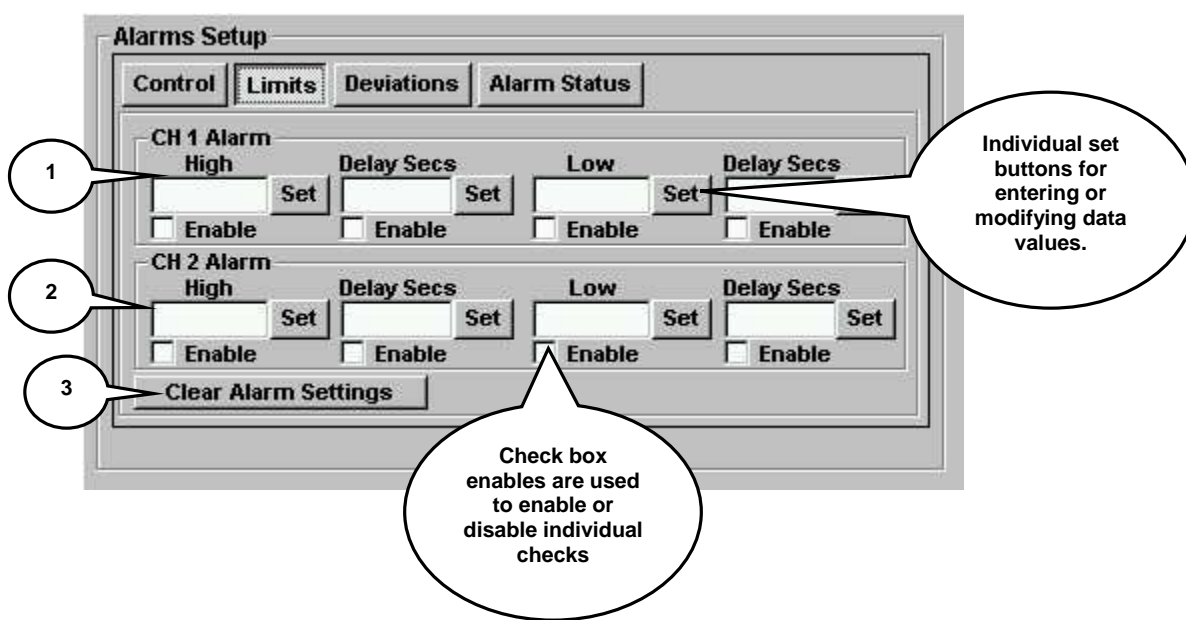 Alarms Setup
Control Limits Deviations Alarm Status
CH 1 Alarm
High Delay Secs Low Delay Secs
Set Set Set
Enable Enable Enable Enable
CH 2 Alarm
High Delay Secs Low Delay Secs
Set Set Set Set
Enable Enable Enable Enable
Clear Alarm Settings
1
2
3
Individual set
buttons for
entering or
modifying data
values.
Check box
enables are used
to enable or
disable individual
checks